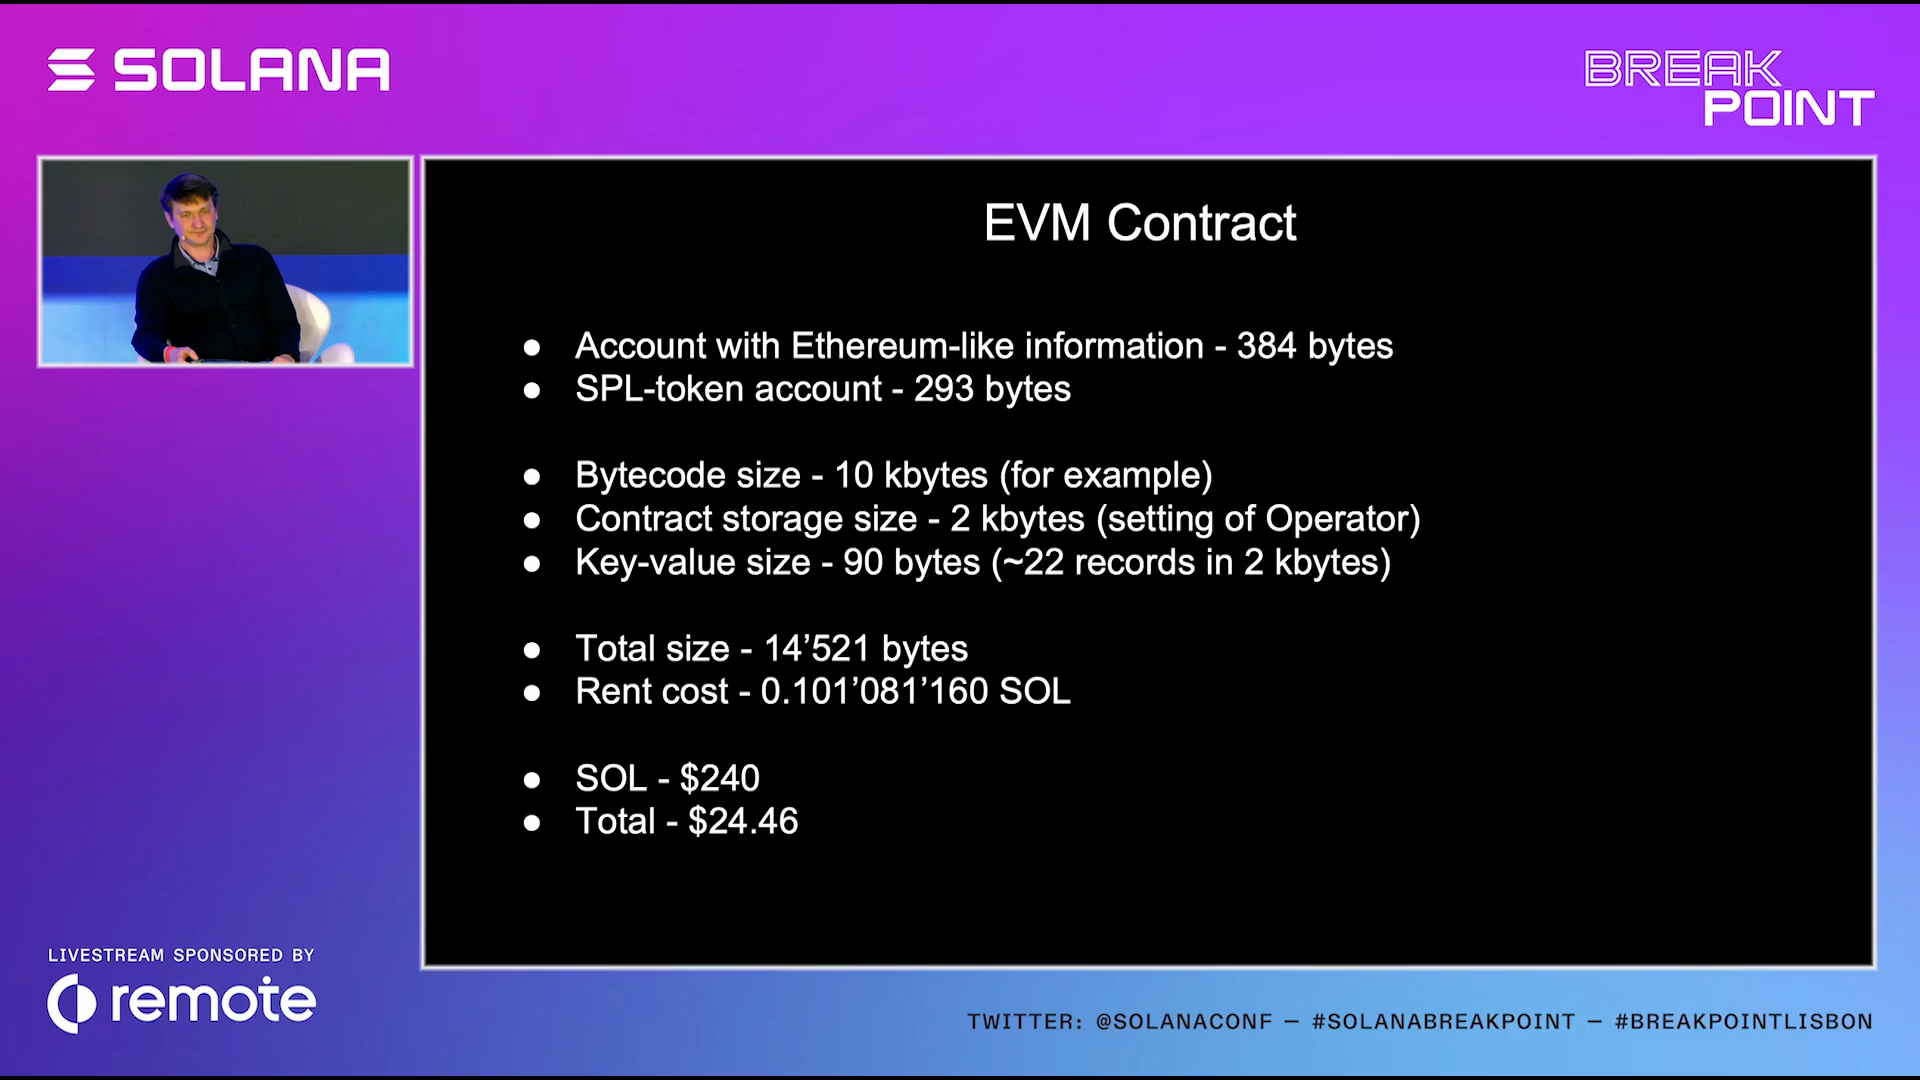 SOLANA
BREAK
POINT
EVM Contract
● Account with Ethereum-like information - 384 bytes
● SPL-token account - 293 bytes
● Bytecode size - 10 kbytes (for example)
● Contract storage size - 2 kbytes (setting of Operator)
● Key-value size - 90 bytes (~22 records in 2 kbytes)
● Total size - 14’521 bytes
● Rent cost - 0.101’081’160 SOL
● SOL - $240
● Total - $24.46
LIVESTREAM SPONSORED BY
remote
TWITTER: @SOLANACONF — #SOLANABREAKPOINT — #BREAKPOINTLISBON